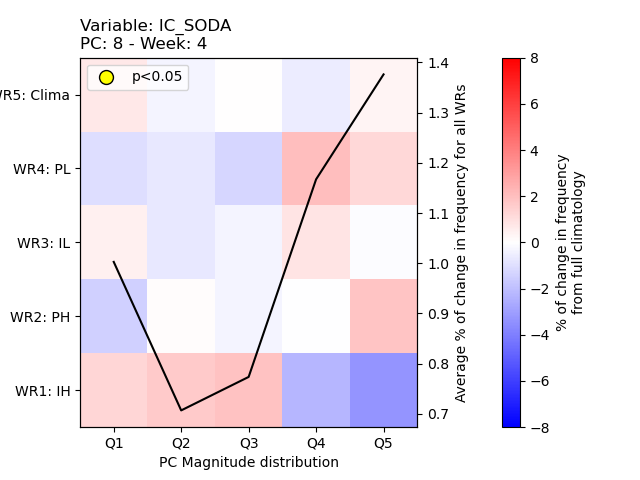 Variable: IC_SODA
PC: 8 - Week: 4
p<0.05
WR5: Clima
WR4: PL
WR3: IL
WR2: PH
WR1: IH
Q1 Q2 Q3 Q4 Q5
PC Magnitude distribution
1.4
1.3
1.2
1.1
1.0
0.9
0.8
0.7
Average % of change in frequency for all WRs
8
6
4
2
0
−2
−4
−6
−8
% of change in frequency
from full climatology